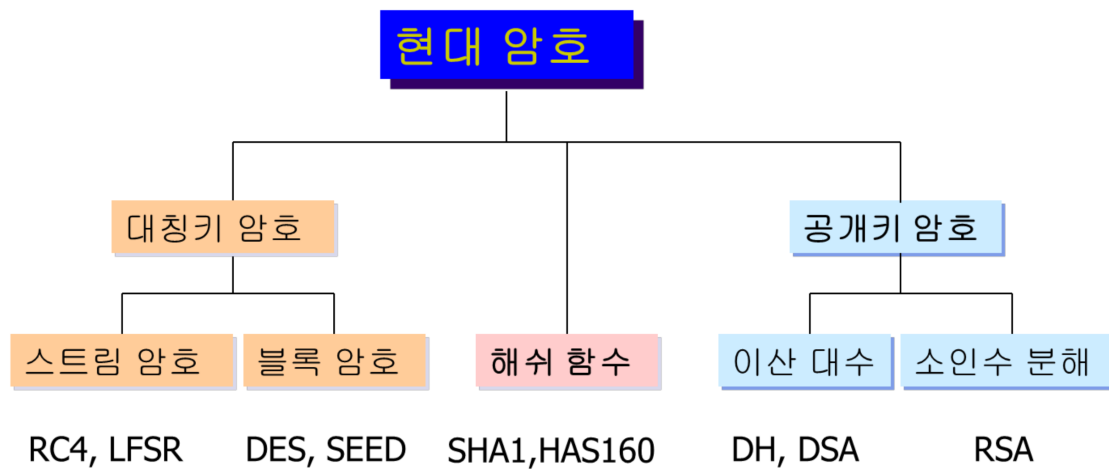 현대 암호
대칭키 암호
공개키 암호
스트림 암호
블록 암호
해쉬 함수
이산 대수
소인수 분해
RC4, LFSR
DES, SEED
SHA1,HAS160
DH, DSA
RSA